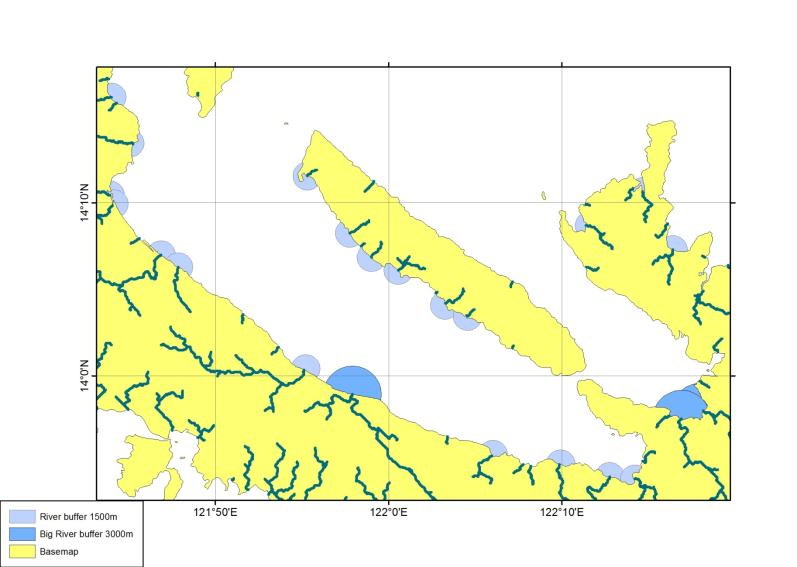 14°10'N
14°0'N
121°50'E
122°0'E
122°10'E
River buffer 1500m
Big River buffer 3000m
Basemap